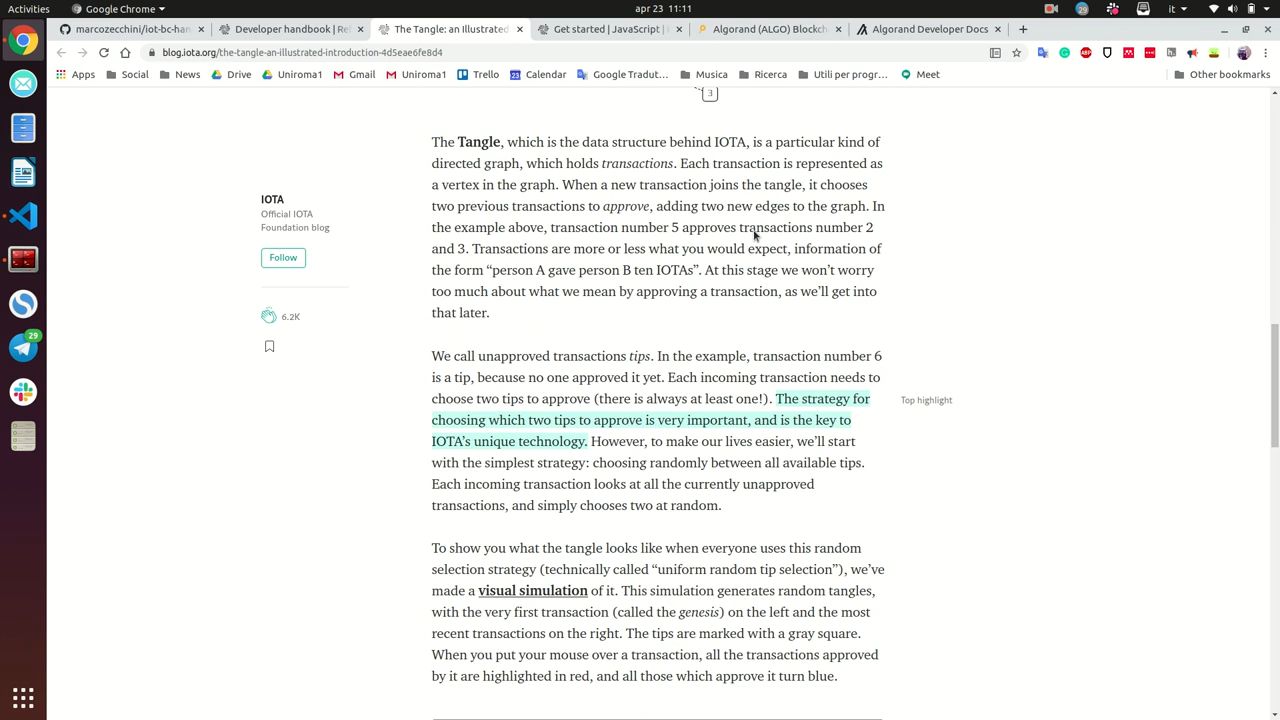 Activities
Google Chrome
apr 23 11:11
29
it
marcozecchini/iot-bc-han
Developer handbook | Re
The Tangle: an Illustrated
Get started | JavaScript |
Algorand (ALGO) Blockch
Algorand Developer Docs
blog.iota.org/the-tangle-an-illustrated-introduction-4d5eae6fe8d4
Apps
Social
News
Drive
Uniroma1
Gmail
Uniroma1
Trello
Calendar
Google Tradut...
Musica
Ricerca
Utili per progr...
Meet
Other bookmarks
3
The Tangle, which is the data structure behind IOTA, is a particular kind of
directed graph, which holds transactions. Each transaction is represented as
a vertex in the graph. When a new transaction joins the tangle, it chooses
two previous transactions to approve, adding two new edges to the graph. In
the example above, transaction number 5 approves transactions number 2
and 3. Transactions are more or less what you would expect, information of
the form “person A gave person B ten IOTAs”. At this stage we won’t worry
too much about what we mean by approving a transaction, as we’ll get into
that later.
IOTA
Official IOTA
Foundation blog
Follow
6.2K
29
We call unapproved transactions tips. In the example, transaction number 6
is a tip, because no one approved it yet. Each incoming transaction needs to
choose two tips to approve (there is always at least one!). The strategy for
choosing which two tips to approve is very important, and is the key to
IOTA’s unique technology. However, to make our lives easier, we’ll start
with the simplest strategy: choosing randomly between all available tips.
Each incoming transaction looks at all the currently unapproved
transactions, and simply chooses two at random.
Top highlight
To show you what the tangle looks like when everyone uses this random
selection strategy (technically called “uniform random tip selection”), we’ve
made a visual simulation of it. This simulation generates random tangles,
with the very first transaction (called the genesis) on the left and the most
recent transactions on the right. The tips are marked with a gray square.
When you put your mouse over a transaction, all the transactions approved
by it are highlighted in red, and all those which approve it turn blue.